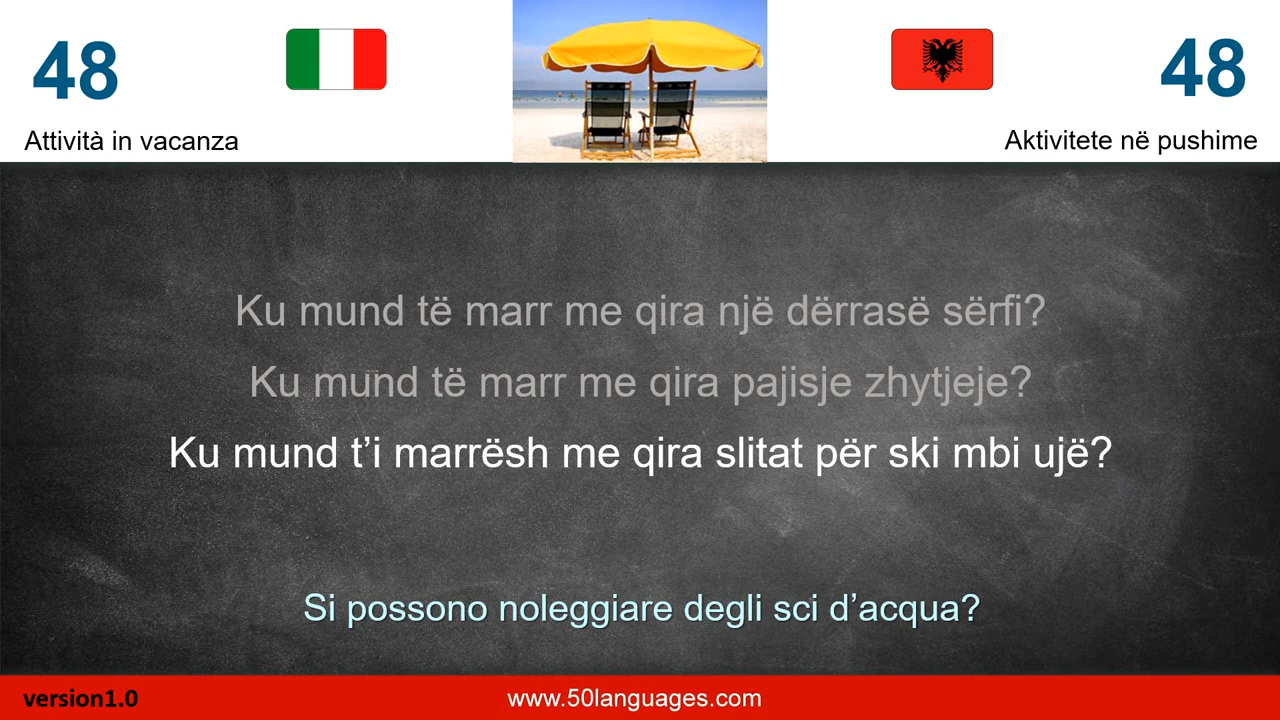 48
48
Attività in vacanza
Aktivitete në pushime
Ku mund të marr me qira një dërrasë sërfi?
Ku mund të marr me qira pajisje zhytjeje?
Ku mund t’i marrësh me qira slitat për ski mbi ujë?
Si possono noleggiare degli sci d’acqua?
version1.0
www.50languages.com